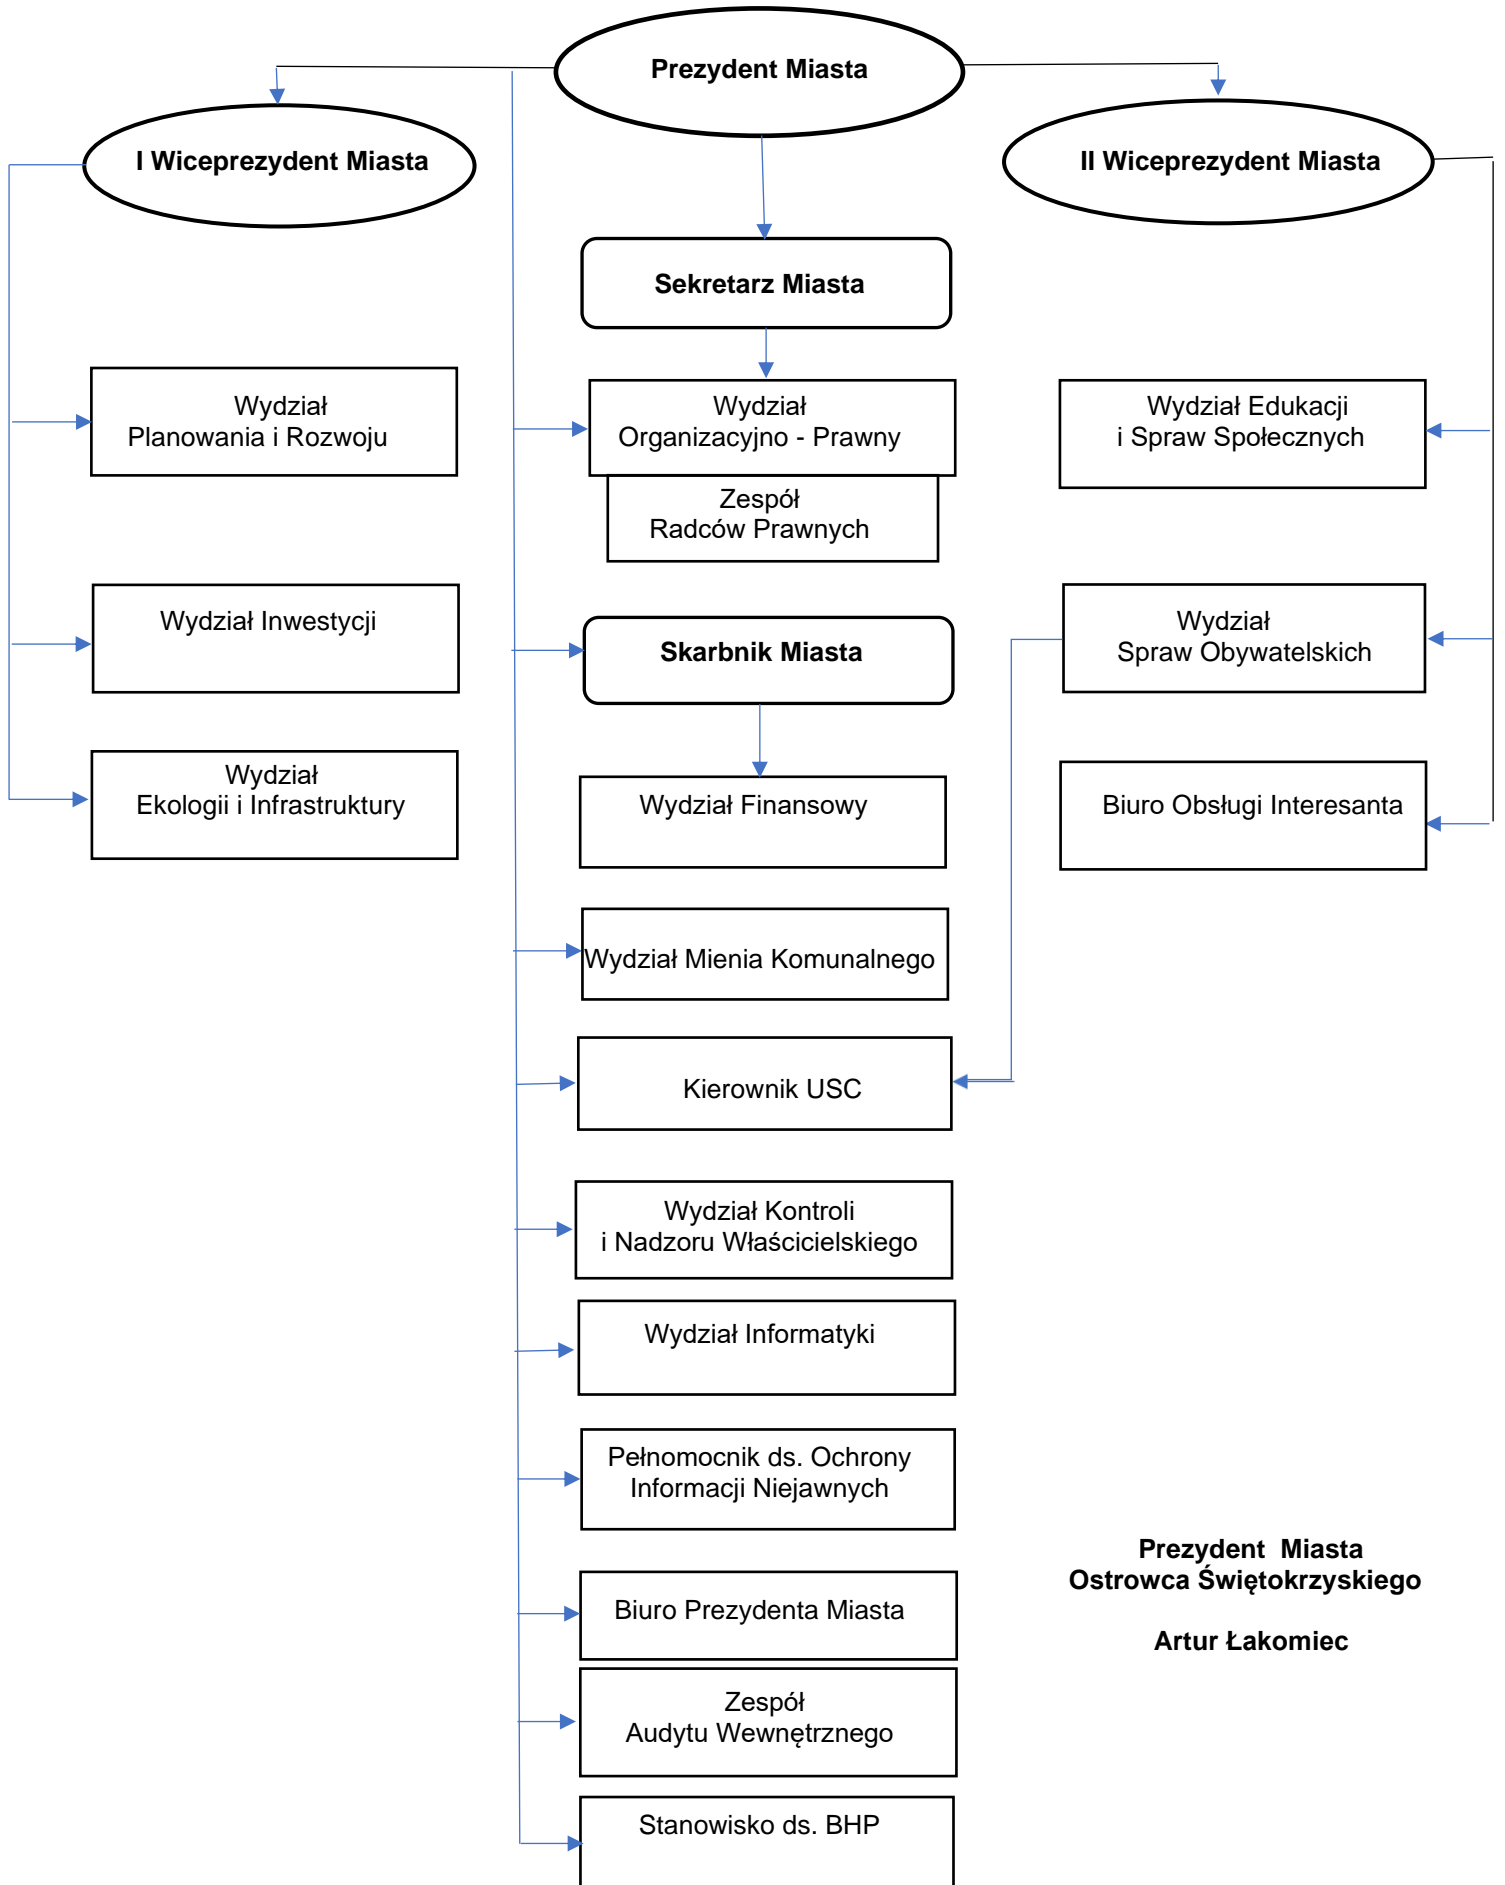 Prezydent Miasta
I Wiceprezydent Miasta
II Wiceprezydent Miasta
Sekretarz Miasta
Wydział
Planowania i Rozwoju
Wydział
Organizacyjno - Prawny
Wydział Edukacji
i Spraw Społecznych
Zespół
Radców Prawnych
Wydział Inwestycji
Skarbnik Miasta
Wydział
Spraw Obywatelskich
Wydział
Ekologii i Infrastruktury
Wydział Finansowy
Biuro Obsługi Interesanta
Wydział Mienia Komunalnego
Kierownik USC
Wydział Kontroli
i Nadzoru Właścicielskiego
Wydział Informatyki
Pełnomocnik ds. Ochrony
Informacji Niejawnych
Prezydent  Miasta
Ostrowca Świętokrzyskiego
Artur Łakomiec
Biuro Prezydenta Miasta
Zespół
Audytu Wewnętrznego
Stanowisko ds. BHP